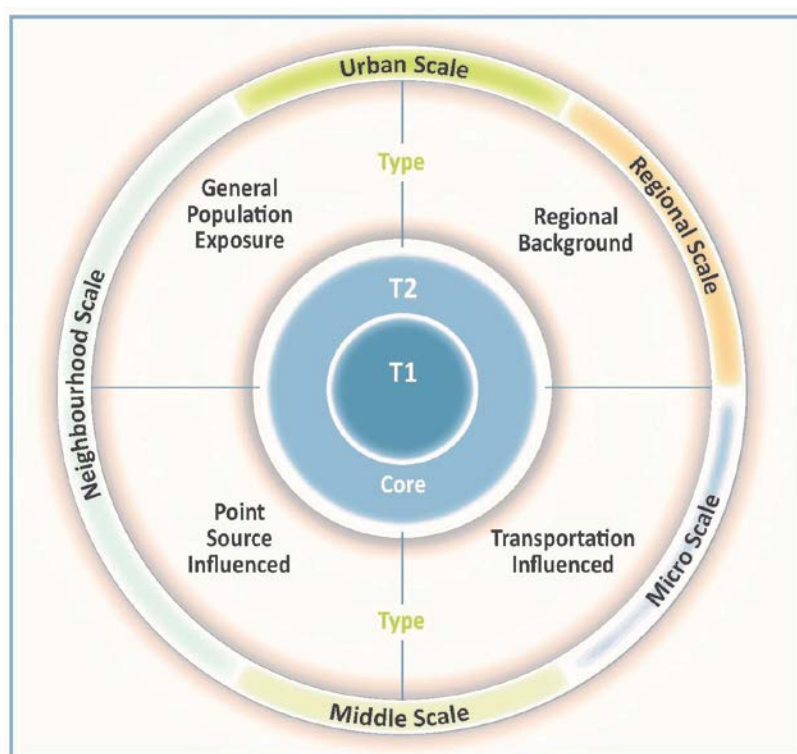 Urban Scale
Type
General
Population
Exposure
Regional
Background
Regional Scale
T2
T1
Core
Neighbourhood Scale
Point
Source
Influenced
Transportation
Influenced
Micro Scale
Type
Middle Scale